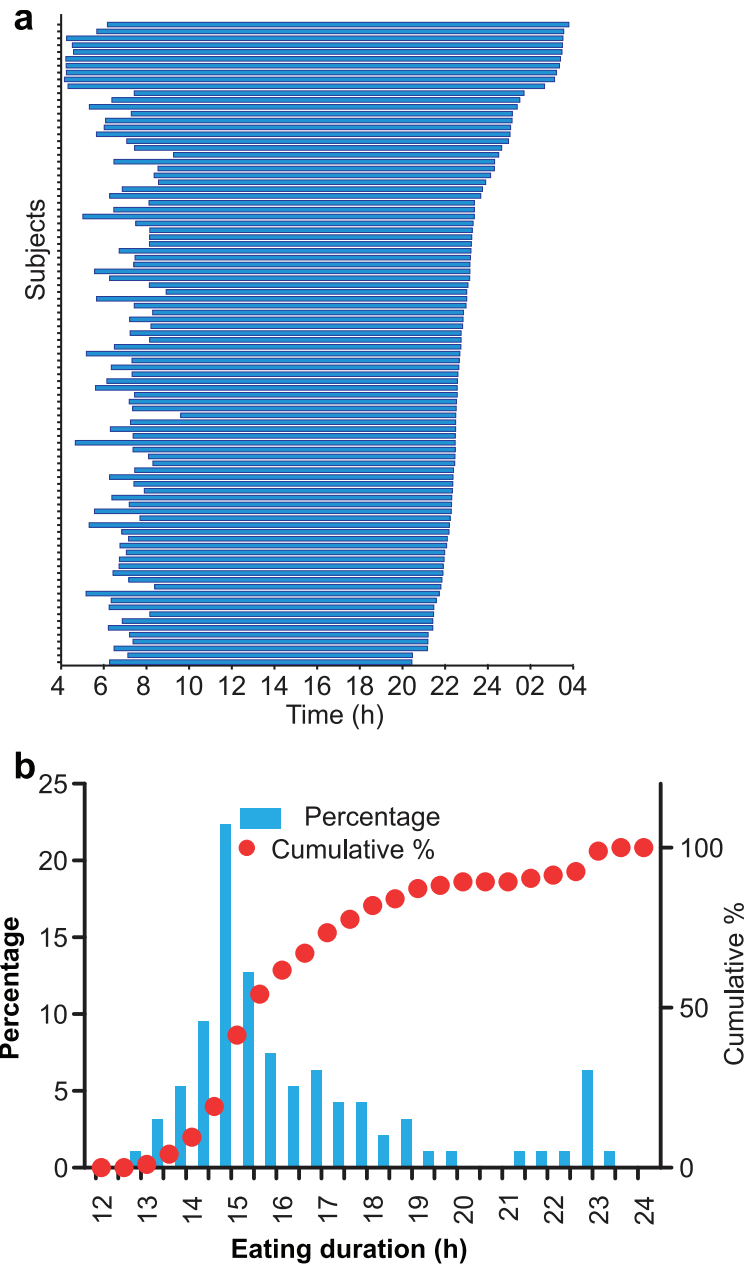 a
Subjects
4 6 8 10 12 14 16 18 20 22 24 02 04
Time (h)
b
25
20
15
10
5
0
Percentage
Percentage
Cumulative %
100
50
0
Cumulative %
12 13 14 15 16 17 18 19 20 21 22 23 24
Eating duration (h)